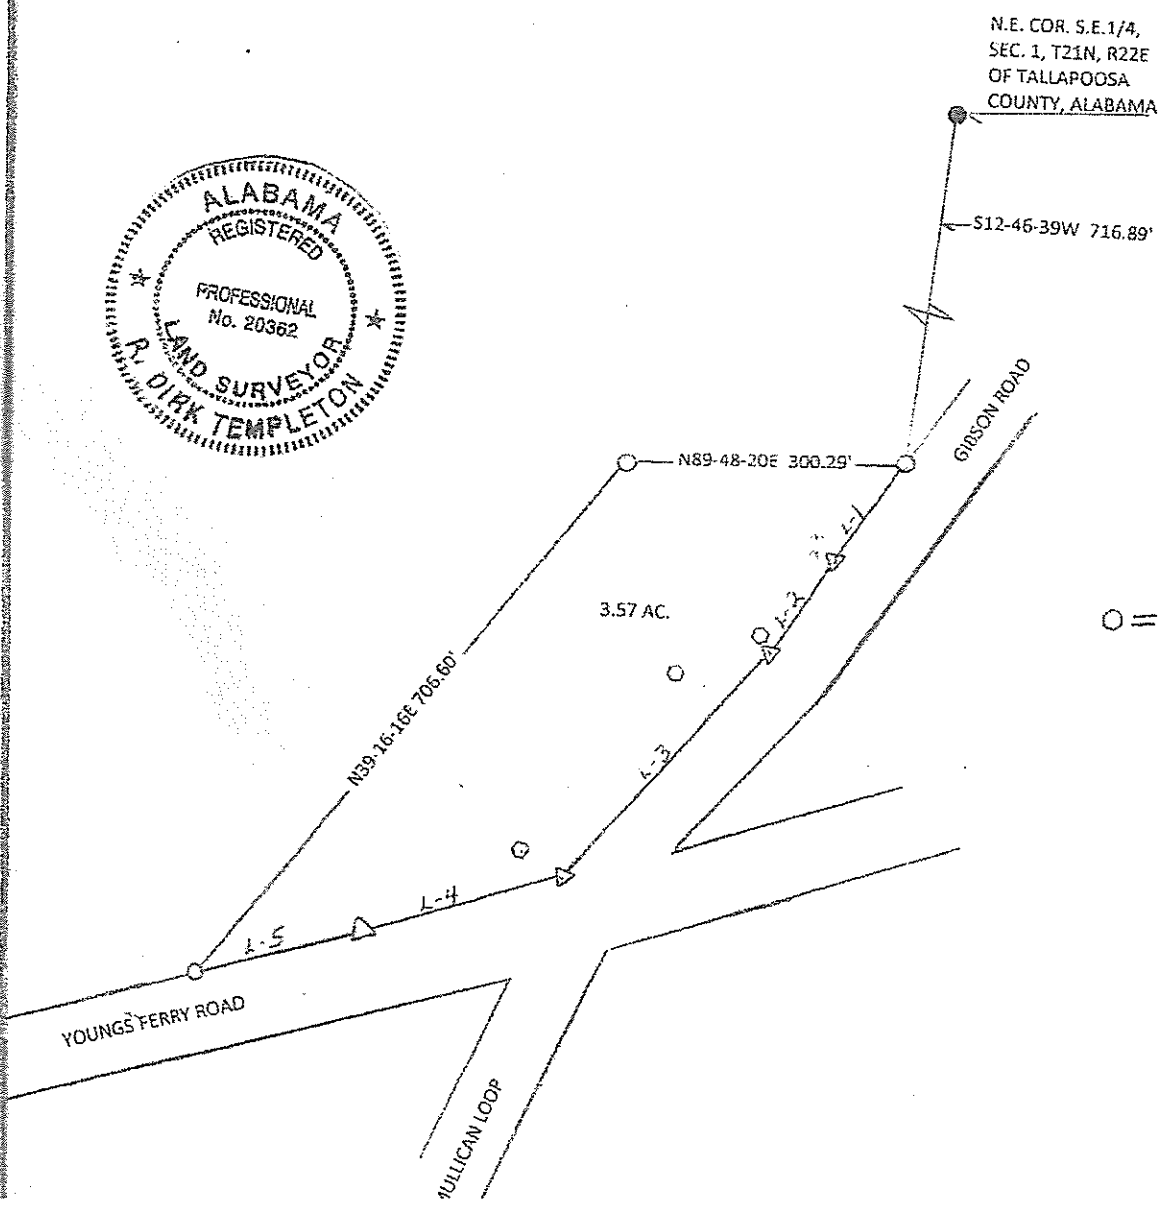 N.E. COR. S.E.1/4,
SEC. 1, T21N, R22E
OF TALLAPOOSA
COUNTY, ALABAMA
S12-46-39W 716.89'
ALABAMA
REGISTERED
PROFESSIONAL
No. 20362
LAND SURVEYOR
R. DIRK TEMPLETON
GIBSON ROAD
N89-48-20E 300.29'
L-1
L-2
3.57 AC.
N39-16-16E 706.60'
L-3
L-4
L-5
YOUNGS FERRY ROAD
MULLICAN LOOP
=